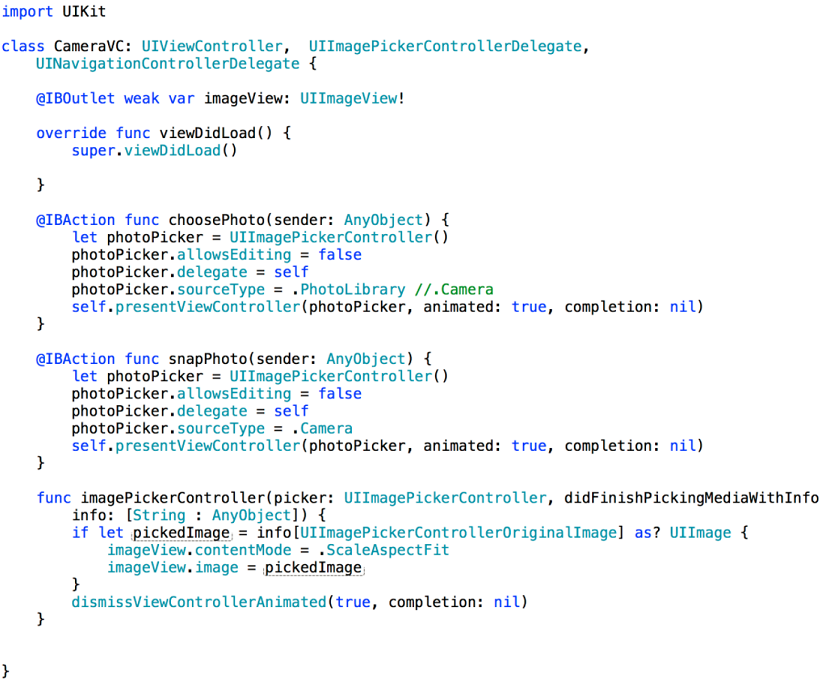 import UIKit
class CameraVC: UIViewController,  UIImagePickerControllerDelegate,
    UINavigationControllerDelegate {
    @IBOutlet weak var imageView: UIImageView!
    override func viewDidLoad() {
        super.viewDidLoad()
    }
    @IBAction func choosePhoto(sender: AnyObject) {
        let photoPicker = UIImagePickerController()
        photoPicker.allowsEditing = false
        photoPicker.delegate = self
        photoPicker.sourceType = .PhotoLibrary //.Camera
        self.presentViewController(photoPicker, animated: true, completion: nil)
    }
    @IBAction func snapPhoto(sender: AnyObject) {
        let photoPicker = UIImagePickerController()
        photoPicker.allowsEditing = false
        photoPicker.delegate = self
        photoPicker.sourceType = .Camera
        self.presentViewController(photoPicker, animated: true, completion: nil)
    }
    func imagePickerController(picker: UIImagePickerController, didFinishPickingMediaWithInfo
        info: [String : AnyObject]) {
        if let pickedImage = info[UIImagePickerControllerOriginalImage] as? UIImage {
            imageView.contentMode = .ScaleAspectFit
            imageView.image = pickedImage
        }
        dismissViewControllerAnimated(true, completion: nil)
    }
}